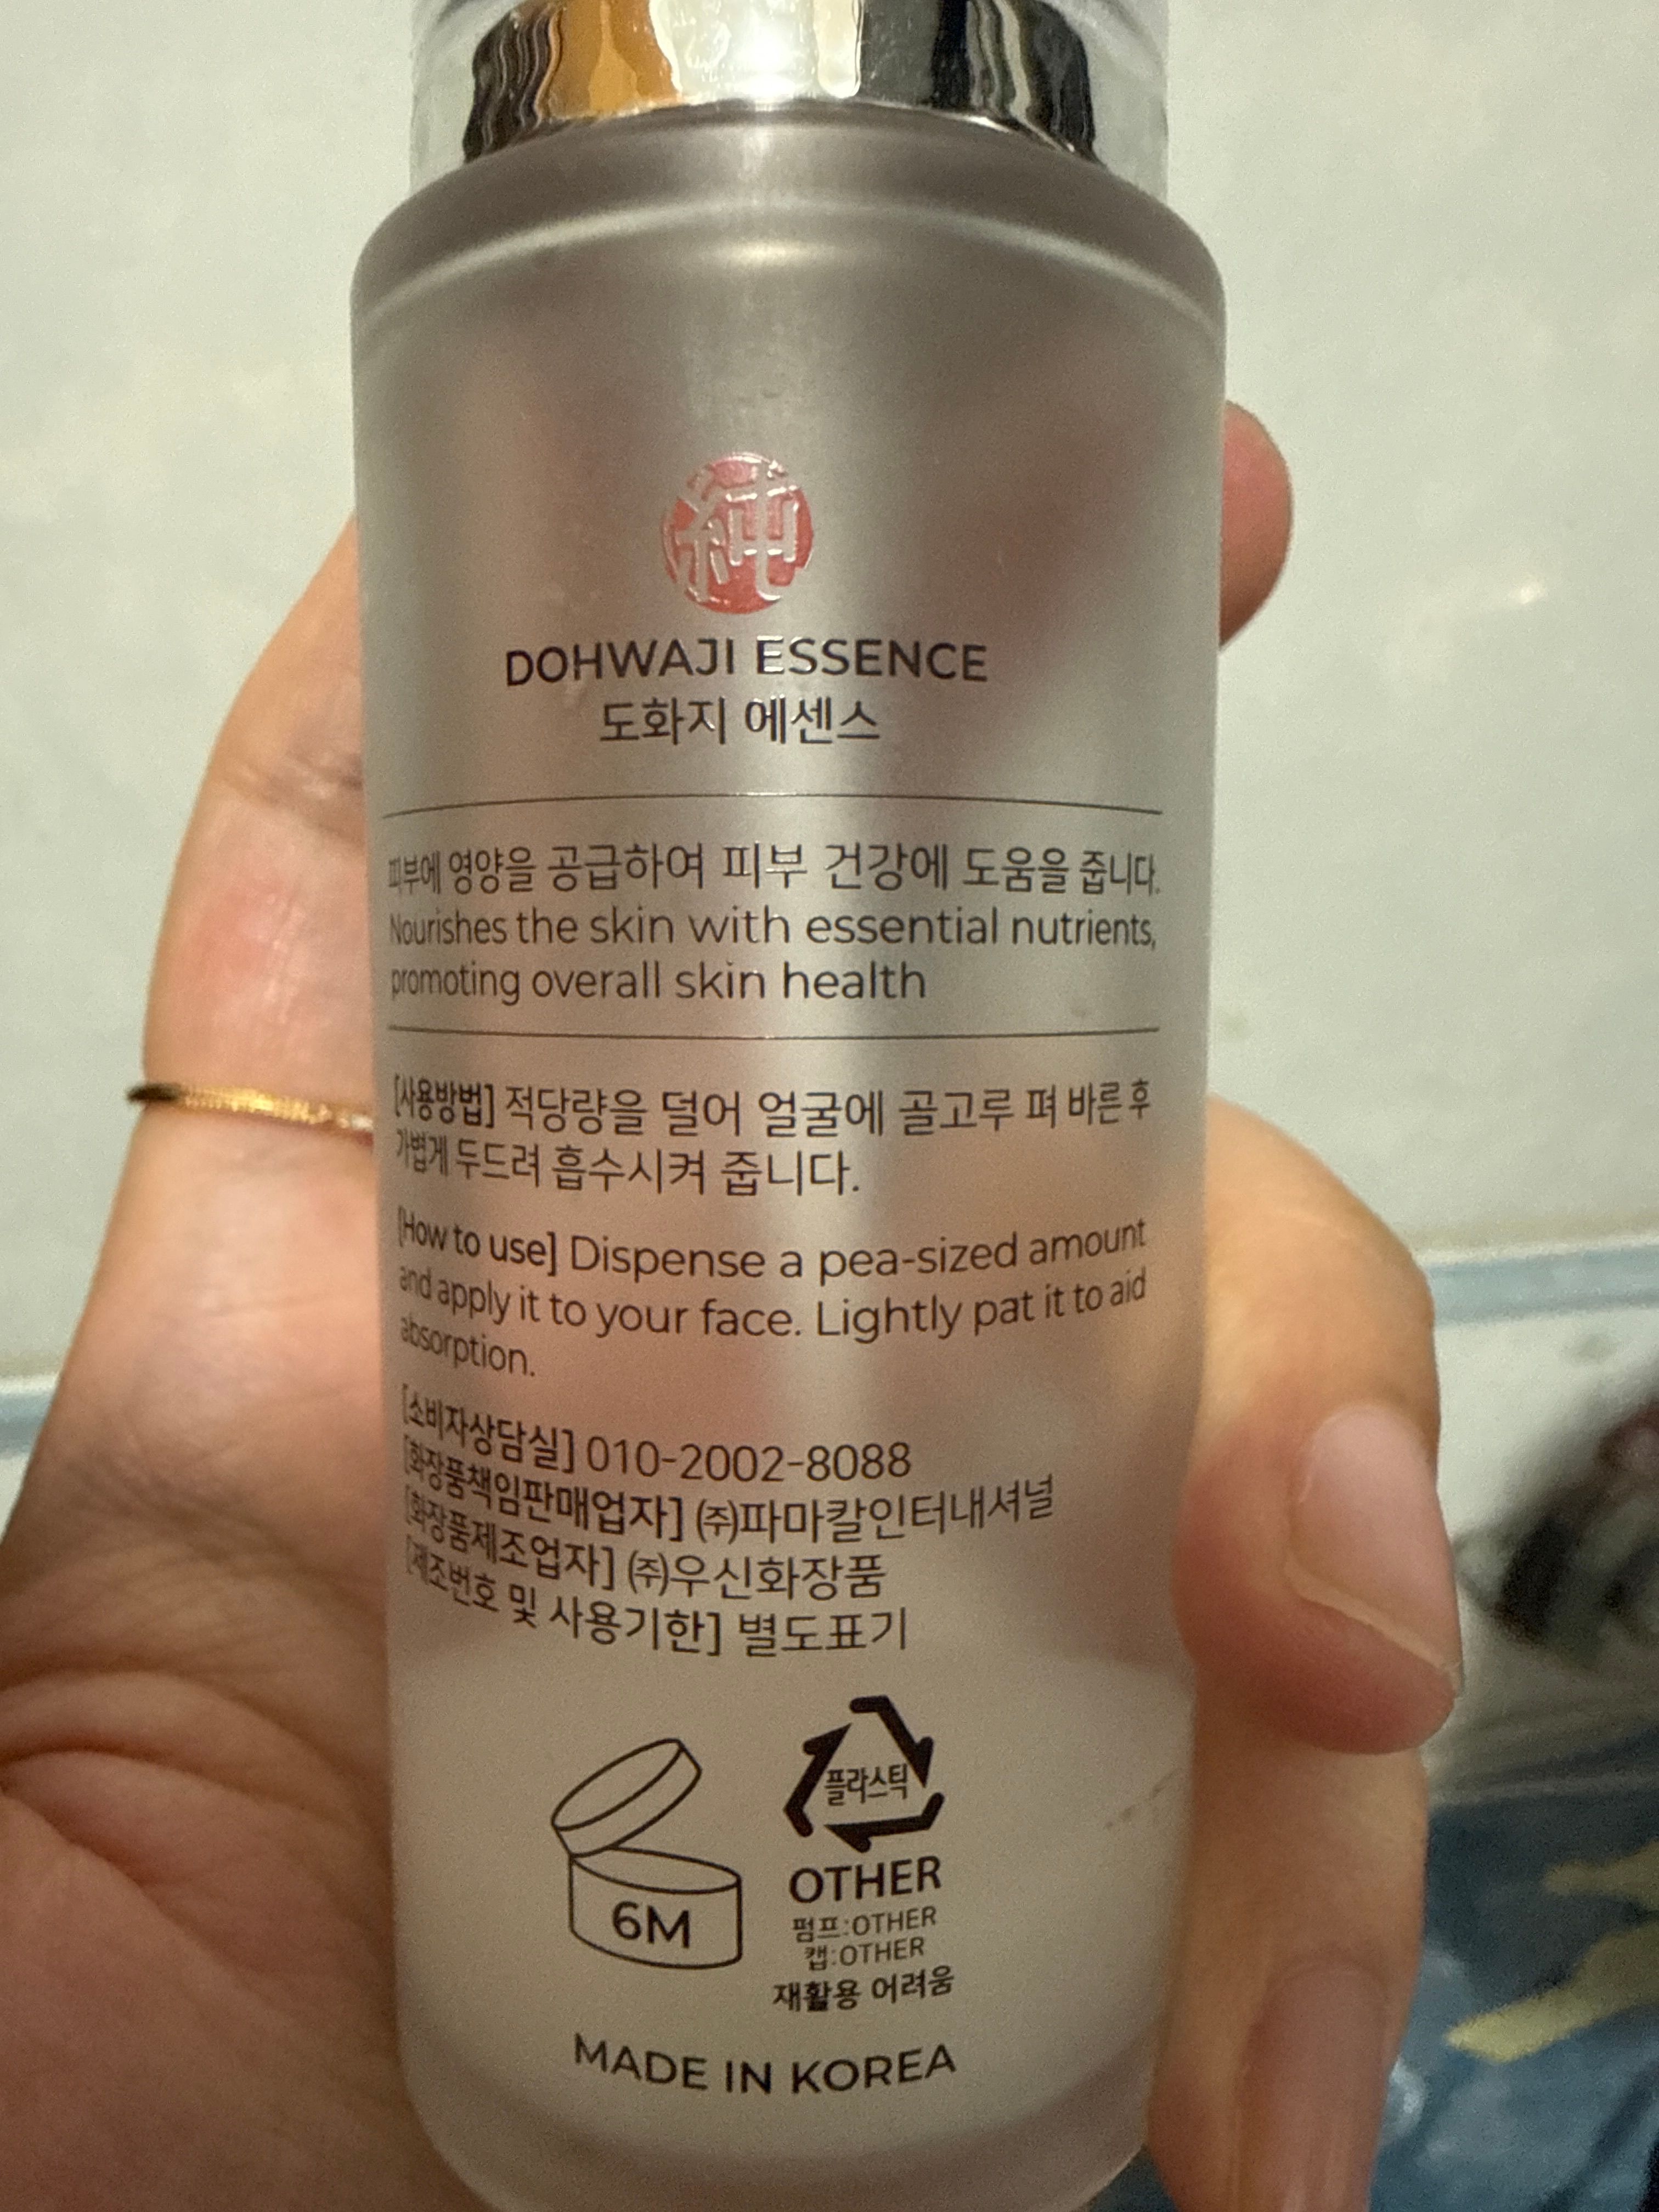 純
DOHWAJI ESSENCE
도화지 에센스
피부에 영양을 공급하여 피부 건강에 도움을 줍니다.
Nourishes the skin with essential nutrients,
promoting overall skin health
[사용방법] 적당량을 덜어 얼굴에 골고루 펴 바른 후
가볍게 두드려 흡수시켜 줍니다.
[How to use] Dispense a pea-sized amount
and apply it to your face. Lightly pat it to aid
absorption.
[소비자상담실] 010-2002-8088
[화장품책임판매업자] ㈜파마칼인터내셔널
[화장품제조업자] ㈜우신화장품
[제조번호 및 사용기한] 별도표기
플라스틱
OTHER
6M
펌프:OTHER
캡:OTHER
재활용 어려움
MADE IN KOREA